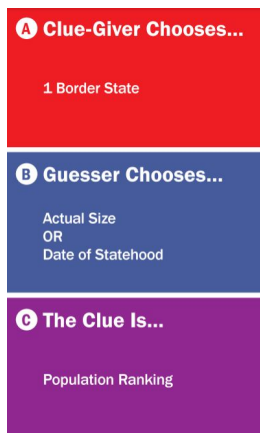 A Clue-Giver Chooses...
1 Border State
B Guesser Chooses...
Actual Size
OR
Date of Statehood
C The Clue Is...
Population Ranking